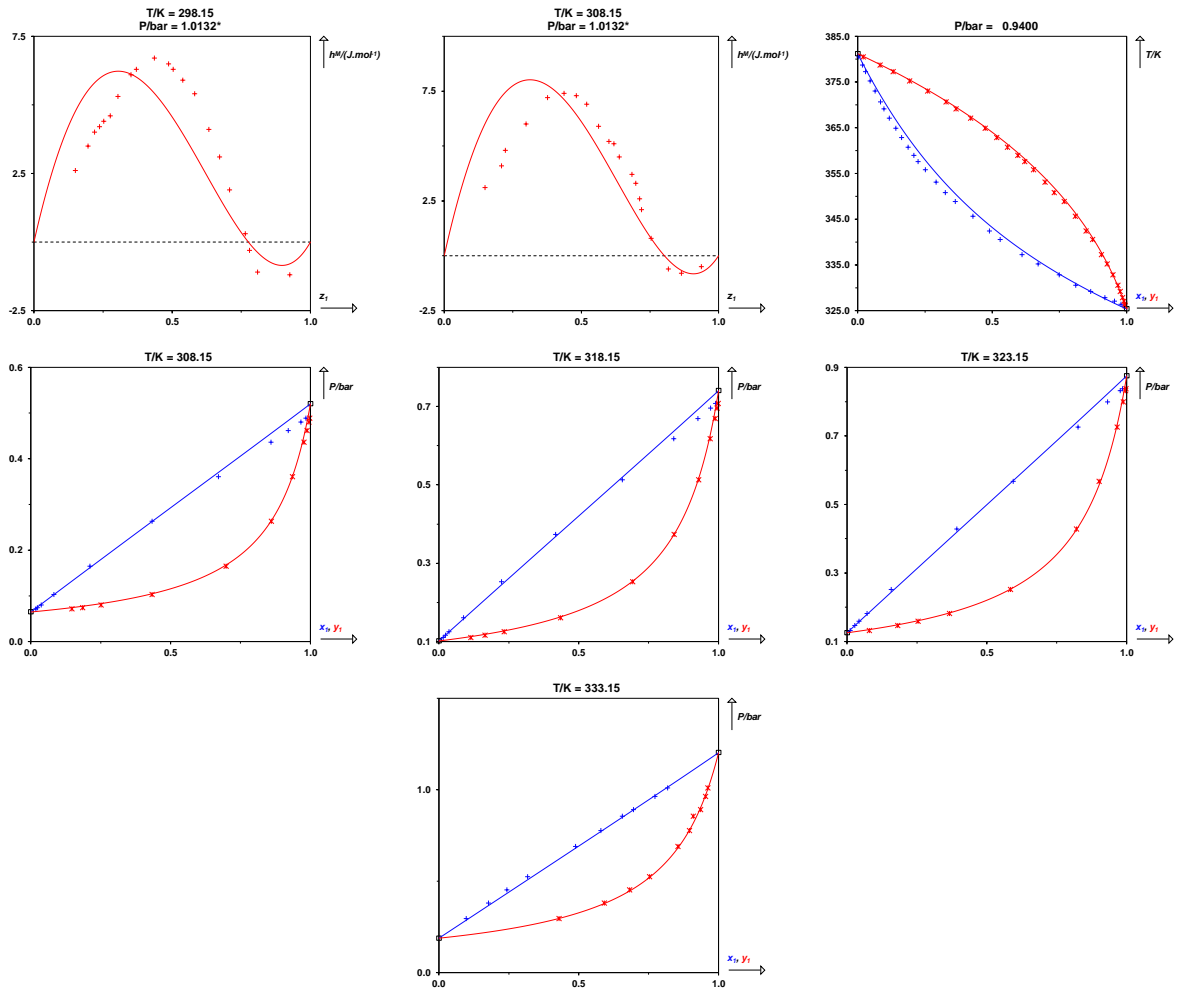 T/K = 298.15
P/bar = 1.0132*
7.5
2.5
-2.5
0.0
0.5
1.0
hᴹ/(J.mol⁻¹)
z₁
T/K = 308.15
P/bar = 1.0132*
7.5
2.5
-2.5
0.0
0.5
1.0
hᴹ/(J.mol⁻¹)
z₁
P/bar = 0.9400
385.0
375.0
365.0
355.0
345.0
335.0
325.0
0.0
0.5
1.0
T/K
x₁, y₁
T/K = 308.15
0.6
0.4
0.2
0.0
0.0
0.5
1.0
P/bar
x₁, y₁
T/K = 318.15
0.7
0.5
0.3
0.1
0.0
0.5
1.0
P/bar
x₁, y₁
T/K = 323.15
0.9
0.7
0.5
0.3
0.1
0.0
0.5
1.0
P/bar
x₁, y₁
T/K = 333.15
1.0
0.0
0.0
0.5
1.0
P/bar
x₁, y₁